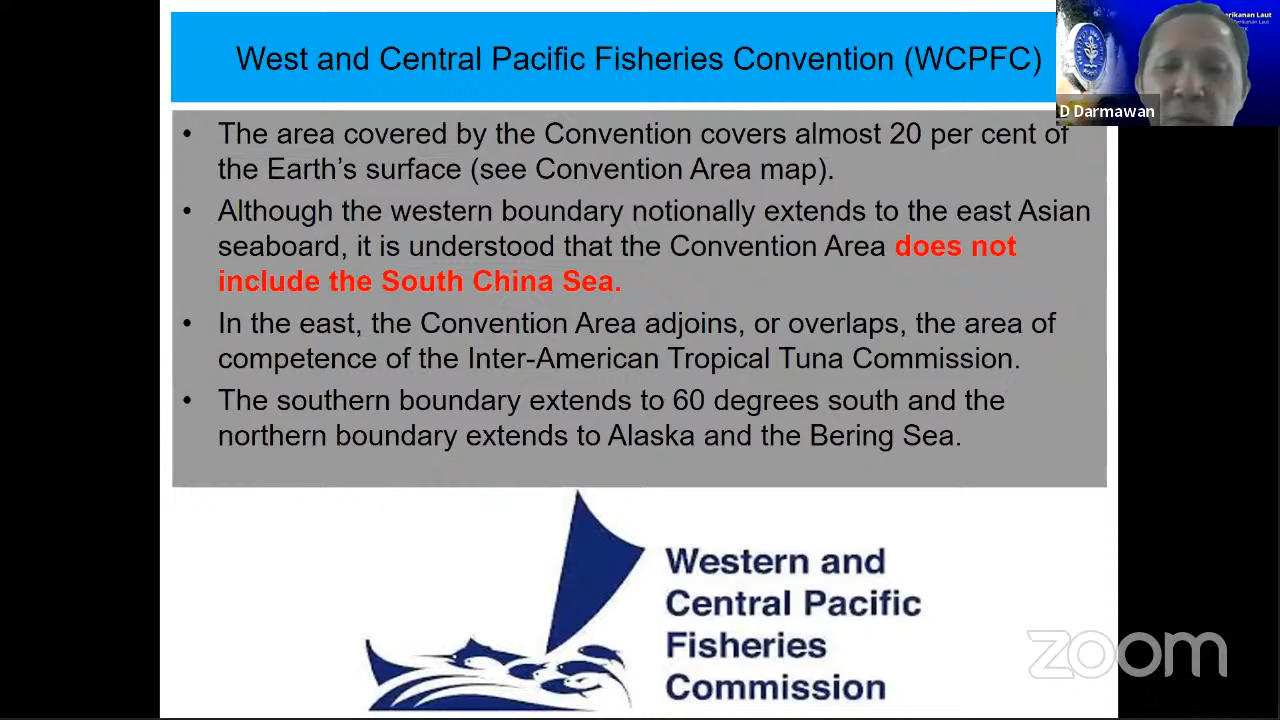 West and Central Pacific Fisheries Convention (WCPFC)
erikanan Laut
D Darmawan
• The area covered by the Convention covers almost 20 per cent of
the Earth's surface (see Convention Area map).
• Although the western boundary notionally extends to the east Asian
seaboard, it is understood that the Convention Area does not
include the South China Sea.
• In the east, the Convention Area adjoins, or overlaps, the area of
competence of the Inter-American Tropical Tuna Commission.
• The southern boundary extends to 60 degrees south and the
northern boundary extends to Alaska and the Bering Sea.
Western and
Central Pacific
Fisheries
Commission
zoom